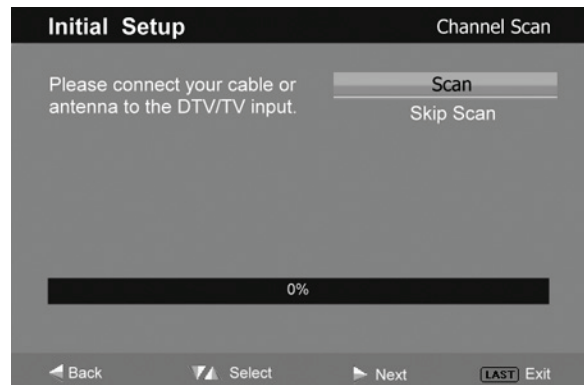 Initial Setup
Channel Scan
Please connect your cable or
antenna to the DTV/TV input.
Scan
Skip Scan
0%
Back
Select
Next
LAST Exit